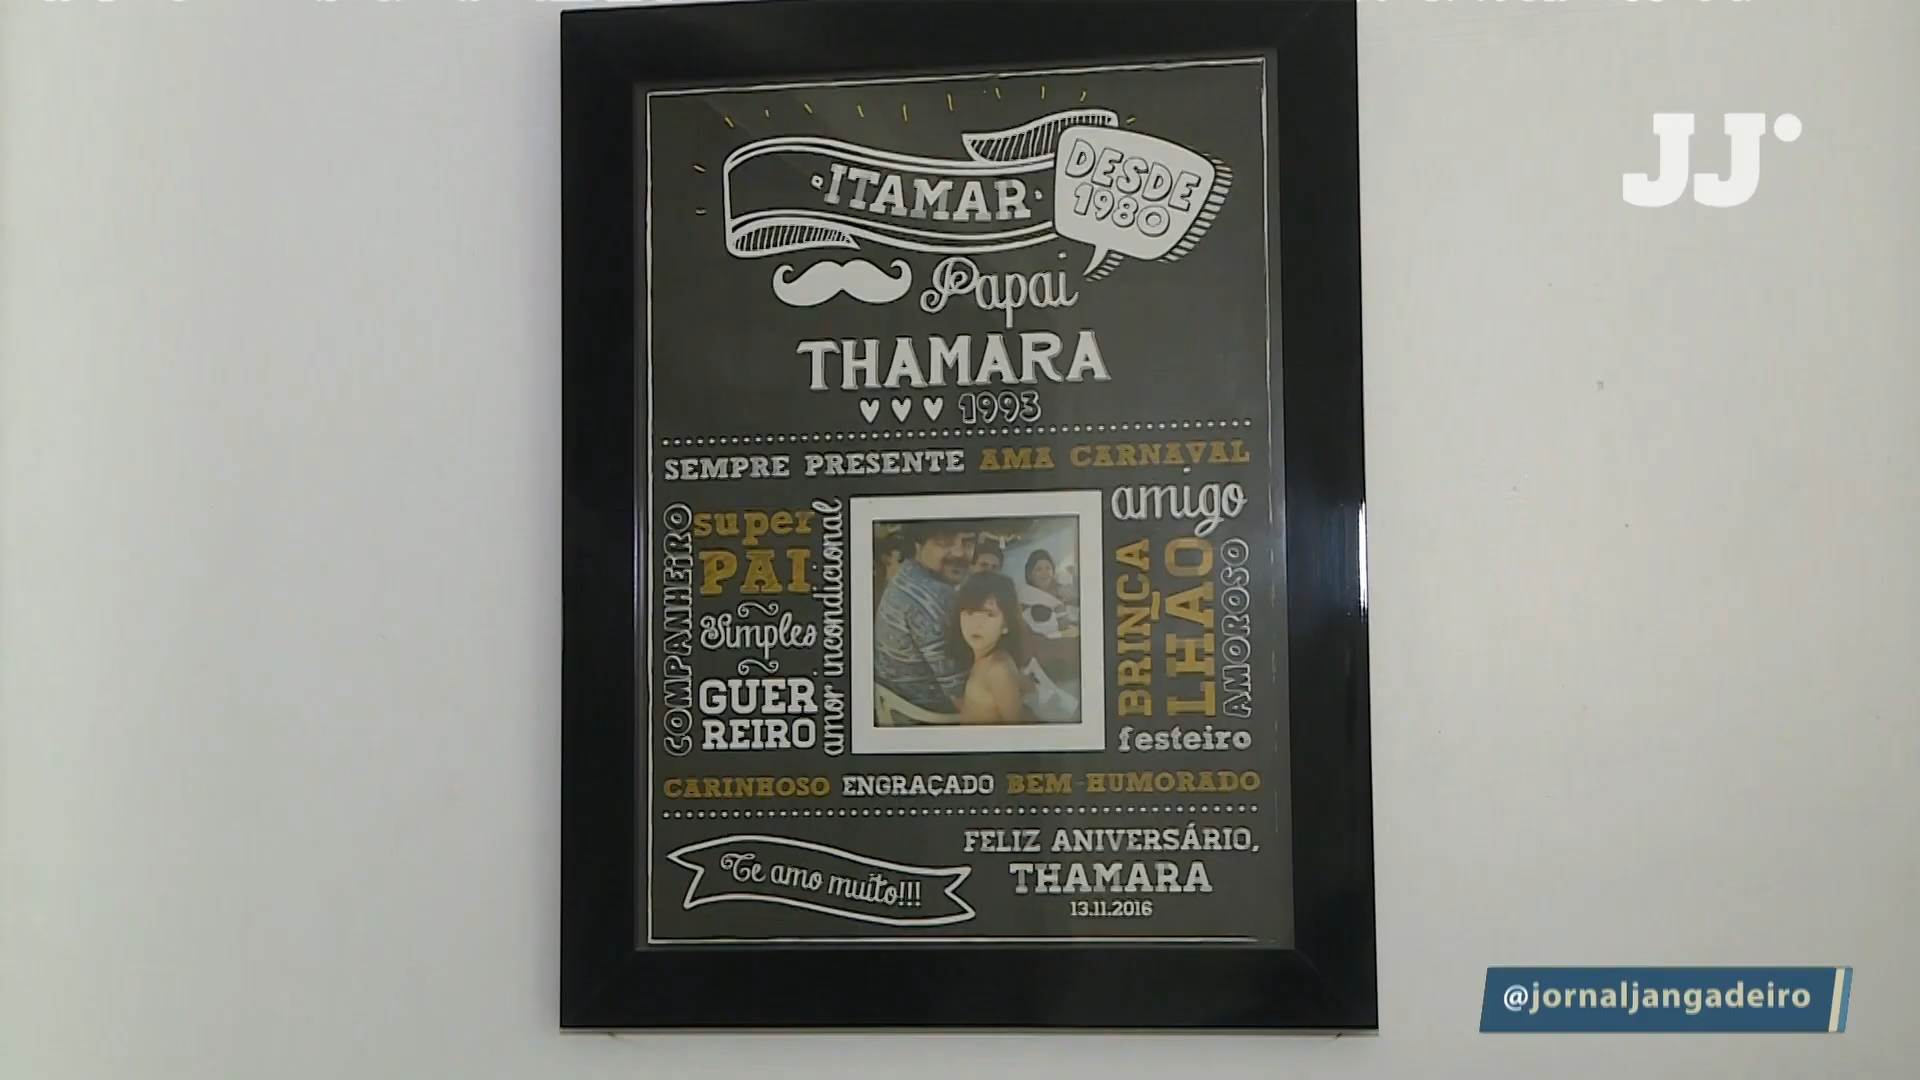 JJ
·ITAMAR·
DESDE
1980
Papai
THAMARA
1993
SEMPRE PRESENTE AMA CARNAVAL
COMPANHEIRO
super
PAI
Simples
GUER
REIRO
amor incondicional
amigo
BRINCA
LHÃO
AMOROSO
festeiro
CARINHOSO ENGRAÇADO BEM-HUMORADO
Te amo muito!!!
FELIZ ANIVERSÁRIO,
THAMARA
13.11.2016
@jornaljangadeiro